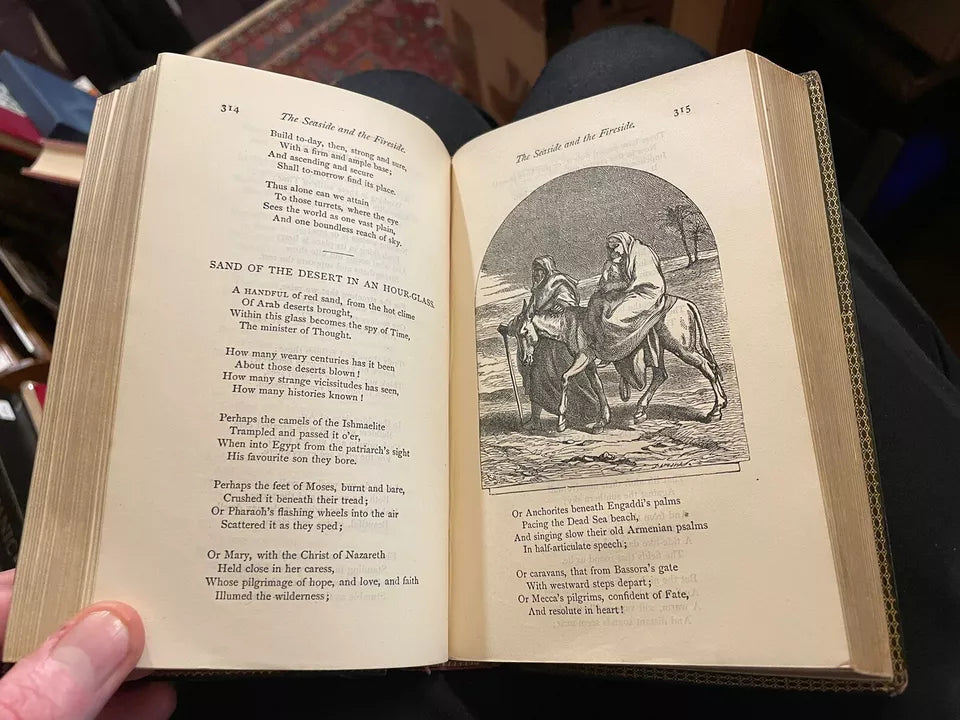 314
The Seaside and the Fireside.
Build to-day, then, strong and sure,
With a firm and ample base;
And ascending and secure
Shall to-morrow find its place.
Thus alone can we attain
To those turrets, where the eye
Sees the world as one vast plain,
And one boundless reach of sky.
SAND OF THE DESERT IN AN HOUR-GLASS.
A HANDFUL of red sand, from the hot clime
Of Arab deserts brought,
Within this glass becomes the spy of Time,
The minister of Thought.
How many weary centuries has it been
About those deserts blown!
How many strange vicissitudes has seen,
How many histories known!
Perhaps the camels of the Ishmaelite
Trampled and passed it o'er,
When into Egypt from the patriarch's sight
His favourite son they bore.
Perhaps the feet of Moses, burnt and bare,
Crushed it beneath their tread;
Or Pharaoh's flashing wheels into the air
Scattered it as they sped;
Or Mary, with the Christ of Nazareth
Held close in her caress,
Whose pilgrimage of hope, and love, and faith
Illumed the wilderness;
315
The Seaside and the Fireside.
Or Anchorites beneath Engaddi's palms
Pacing the Dead Sea beach,
And singing slow their old Armenian psalms
In half-articulate speech;
Or caravans, that from Bassora's gate
With westward steps depart;
Or Mecca's pilgrims, confident of Fate,
And resolute in heart!